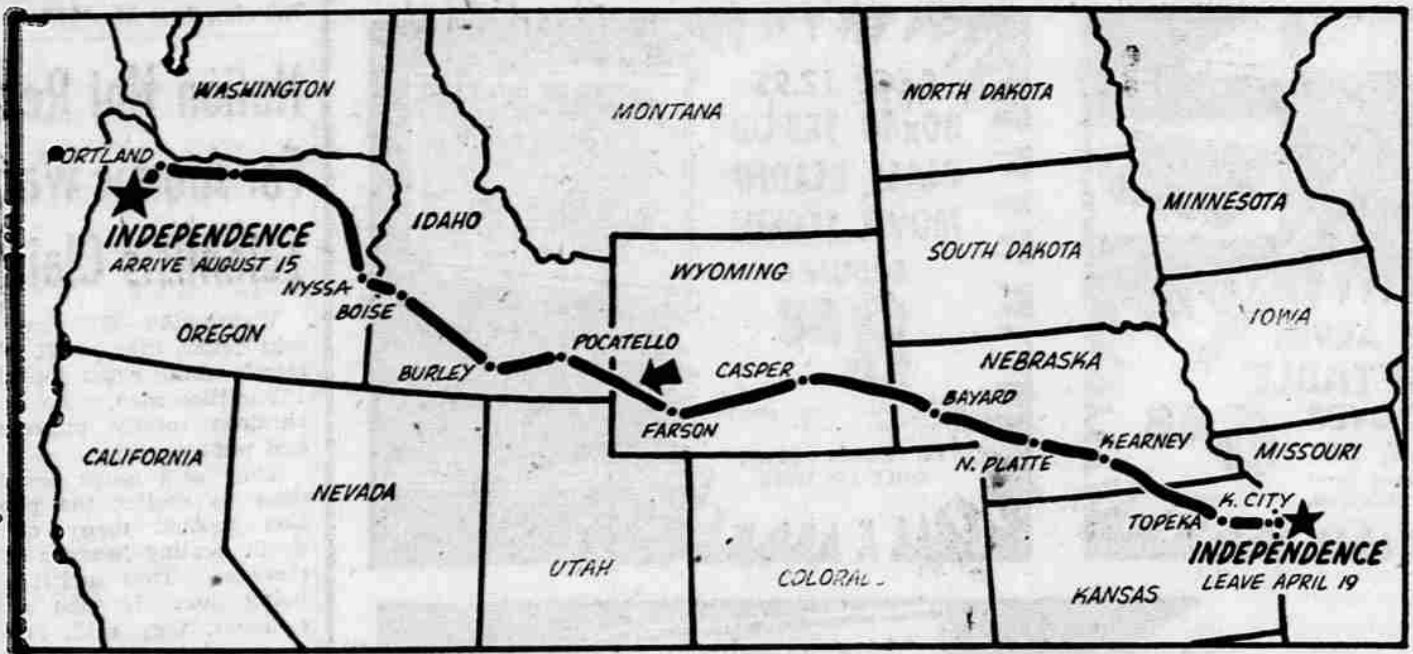 WASHINGTON
MONTANA
NORTH DAKOTA
MINNESOTA
PORTLAND
IDAHO
SOUTH DAKOTA
INDEPENDENCE
ARRIVE AUGUST 15
WYOMING
NYSSA
BOISE
IOWA
OREGON
POCATELLO
NEBRASKA
BURLEY
CASPER
BAYARD
FARSON
KEARNEY
CALIFORNIA
N. PLATTE
MISSOURI
NEVADA
K. CITY
TOPEKA
INDEPENDENCE
LEAVE APRIL 19
UTAH
COLORA
KANSAS